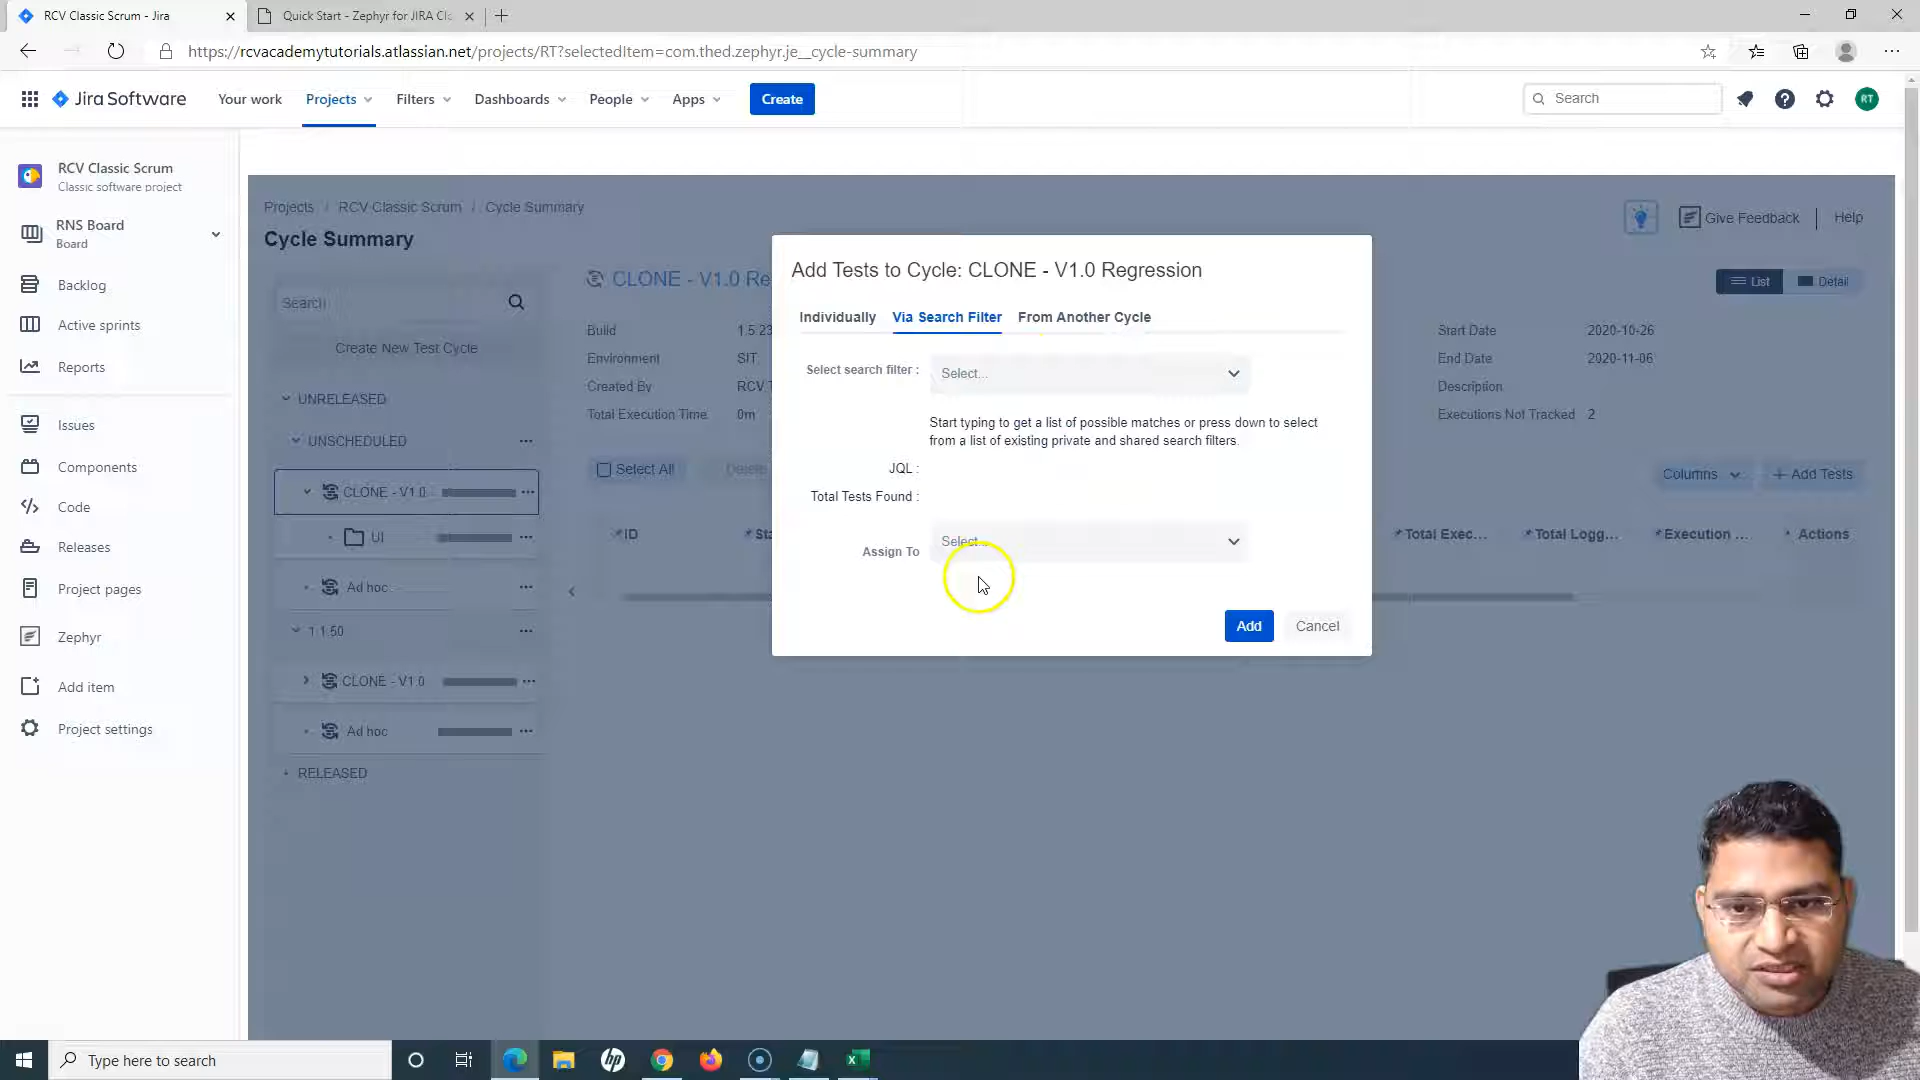 RCV Classic Scrum - Jira
Quick Start - Zephyr for JIRA Cl
https://rcvacademytutorials.atlassian.net/projects/RT?selectedItem=com.thed.zephyr.je__cycle-summary
Jira Software
Your work
Projects
Filters
Dashboards
People
Apps
Create
Search
RT
RCV Classic Scrum
Classic software project
RNS Board
Board
Backlog
Active sprints
Reports
Issues
Components
Code
Releases
Project pages
Zephyr
Add item
Project settings
Projects / RCV Classic Scrum / Cycle Summary
Give Feedback
Help
Cycle Summary
Search
Create New Test Cycle
UNRELEASED
UNSCHEDULED
CLONE - V1.0
UI
Ad hoc
1.1.50
CLONE - V1.0
Ad hoc
RELEASED
CLONE - V1.0 Re
List
Detail
Build
1.5.23
Environment
SIT
Created By
RCV T
Total Execution Time
0m
Start Date
2020-10-26
End Date
2020-11-06
Description
Executions Not Tracked
2
Select All
Delete
Columns
+ Add Tests
ID
Sta
Total Exec...
Total Logg...
Execution ...
Actions
Add Tests to Cycle: CLONE - V1.0 Regression
Individually
Via Search Filter
From Another Cycle
Select search filter :
Select...
Start typing to get a list of possible matches or press down to select
from a list of existing private and shared search filters.
JQL :
Total Tests Found :
Assign To
Select...
Add
Cancel
Type here to search